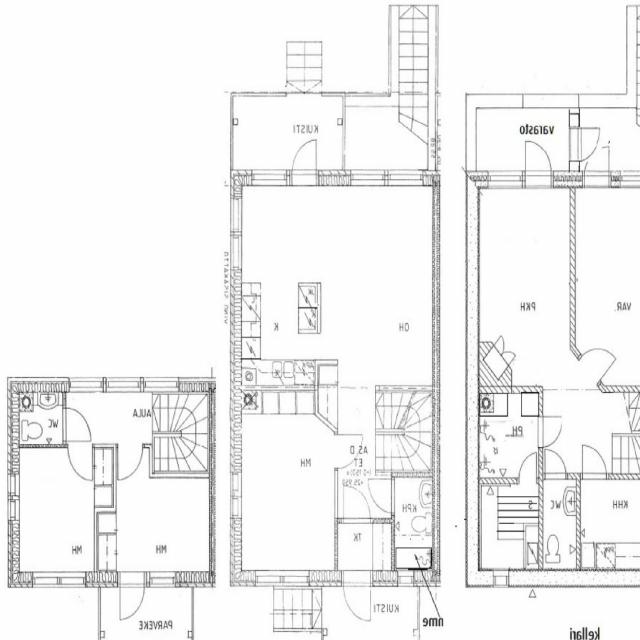 KUISTI
varasto
K
OH
PKH
VAR.
AULA
WC
MH
AS.D
ET
PH
KPH
S
WC
KHH
MH
MH
TK
nme
KUISTI
PARVEKE
kellari